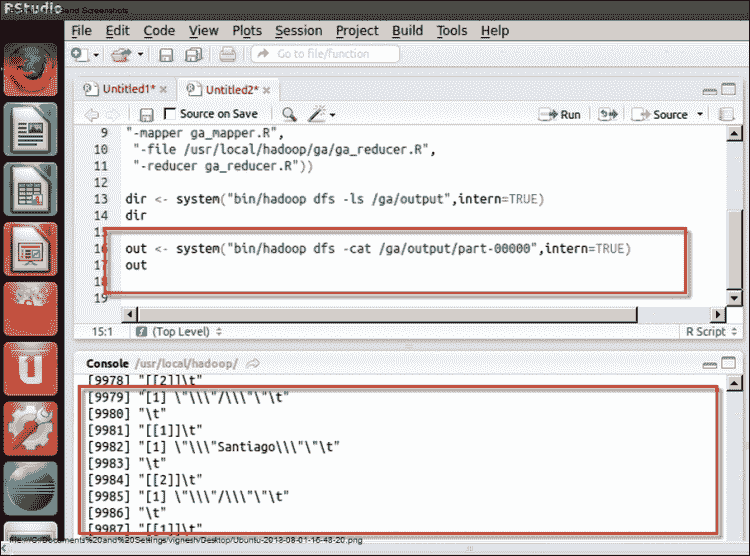 RStudio
Send Screenshots
File Edit Code View Plots Session Project Build Tools Help
Go to file/function
Untitled1* × Untitled2* ×
Source on Save Run Source
9 "-mapper ga_mapper.R",
10 "-file /usr/local/hadoop/ga/ga_reducer.R",
11 "-reducer ga_reducer.R"))
12
13 dir <- system("bin/hadoop dfs -ls /ga/output",intern=TRUE)
14 dir
15
16 out <- system("bin/hadoop dfs -cat /ga/output/part-00000",intern=TRUE)
17 out
18
19
15:1 (Top Level) R Script
Console /usr/local/hadoop/
[9978] "[[2]]\t"
[9979] "[1] \"\\\"/\\\"\"\t"
[9980] "\t"
[9981] "[[1]]\t"
[9982] "[1] \"\\\"Santiago\\\"\"\t"
[9983] "\t"
[9984] "[[2]]\t"
[9985] "[1] \"\\\"/\\\"\"\t"
[9986] "\t"
[9987] "[[1]]\t"
file:///C:/Documents%20and%20Settings/vignesh/Desktop/Ubuntu-2013-08-01-16-48-20.png